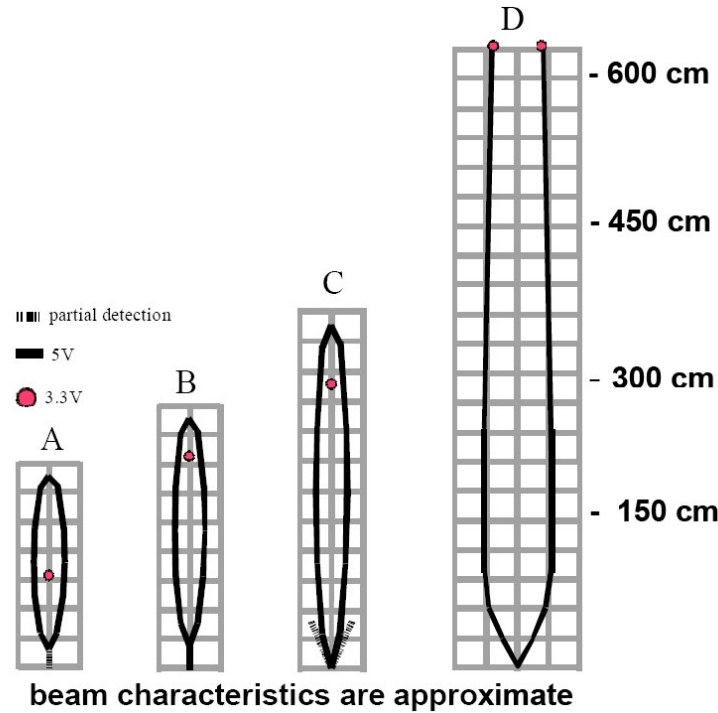 D
- 600 cm
- 450 cm
C
partial detection
5V
B
- 300 cm
3.3V
A
- 150 cm
beam characteristics are approximate